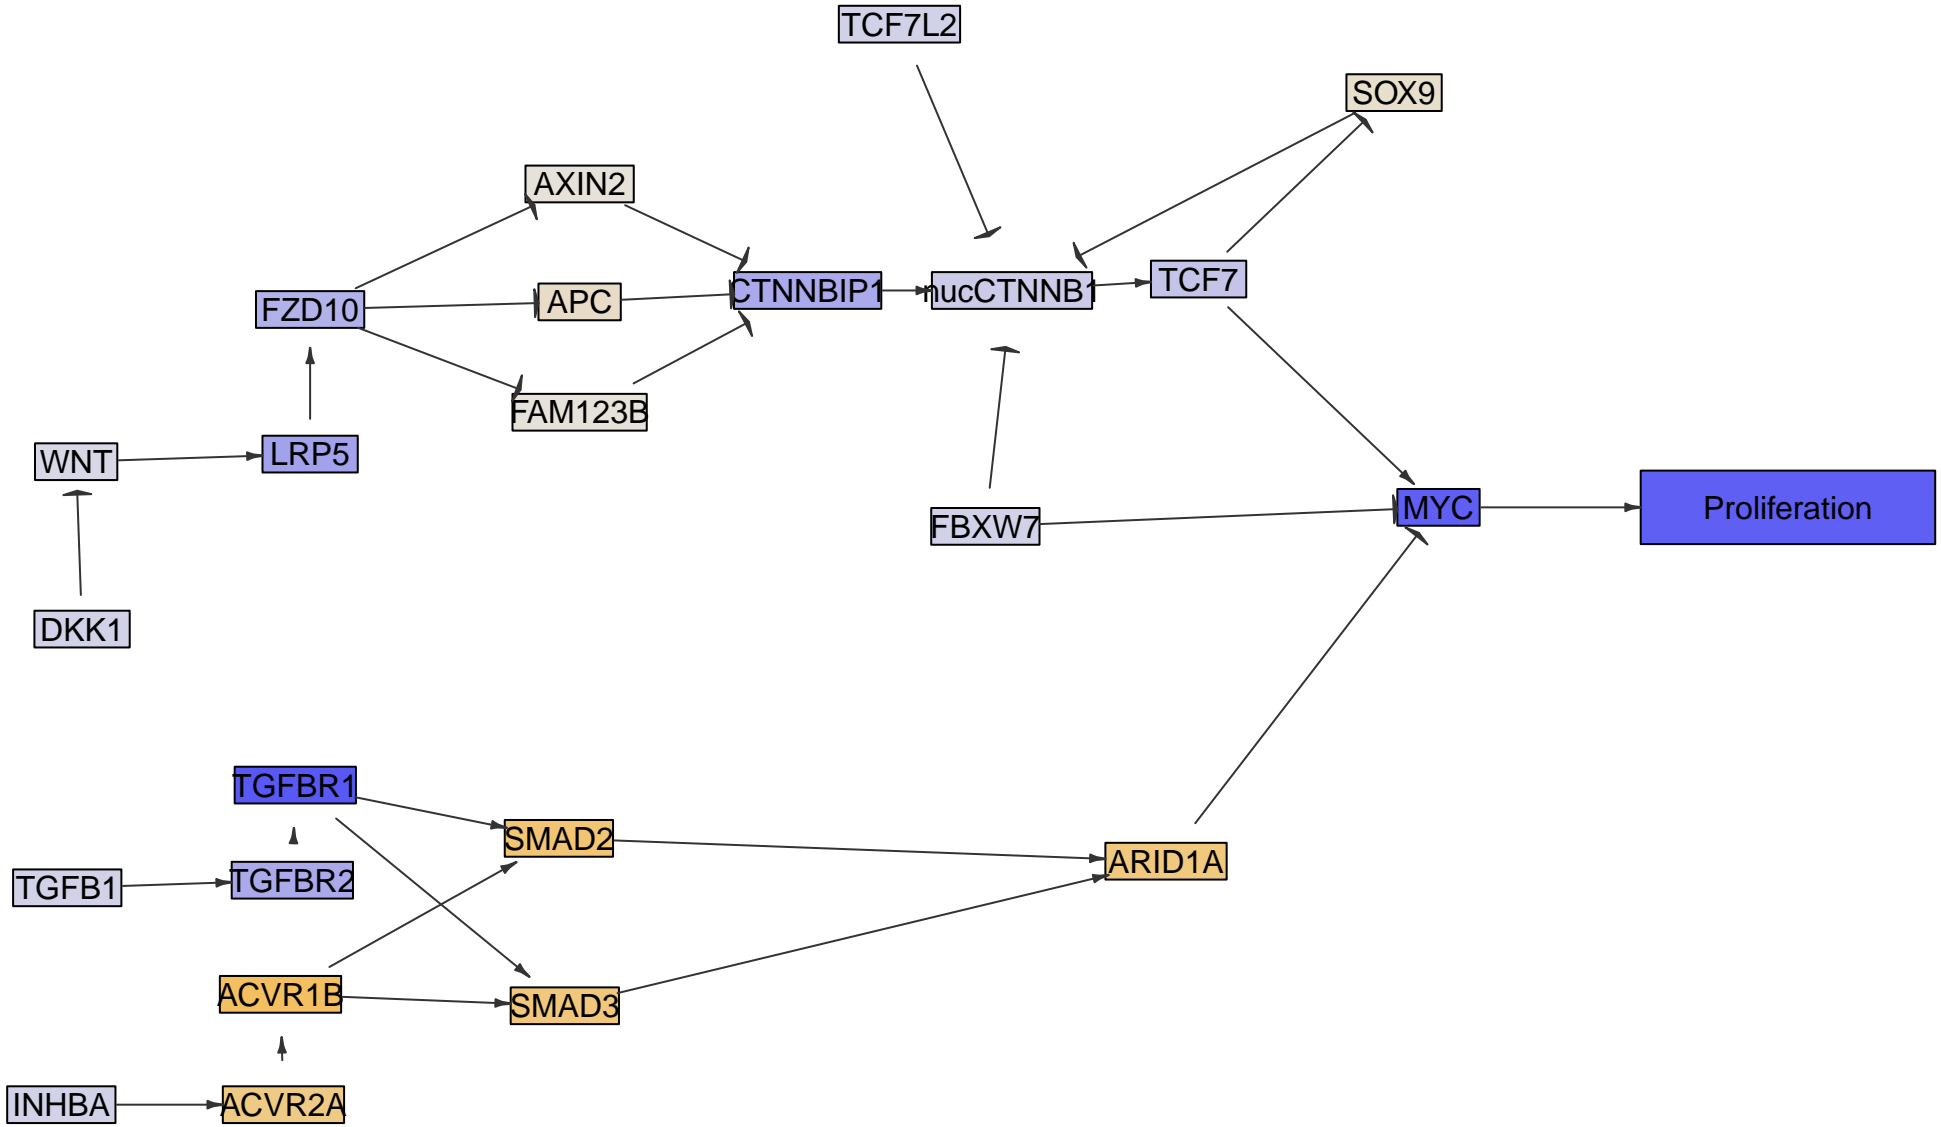 TCF7L2
SOX9
AXIN2
FZD10
APC
CTNNBIP1
nucCTNNB1
TCF7
FAM123B
WNT
LRP5
FBXW7
MYC
Proliferation
DKK1
TGFBR1
SMAD2
ARID1A
TGFB1
TGFBR2
ACVR1B
SMAD3
INHBA
ACVR2A